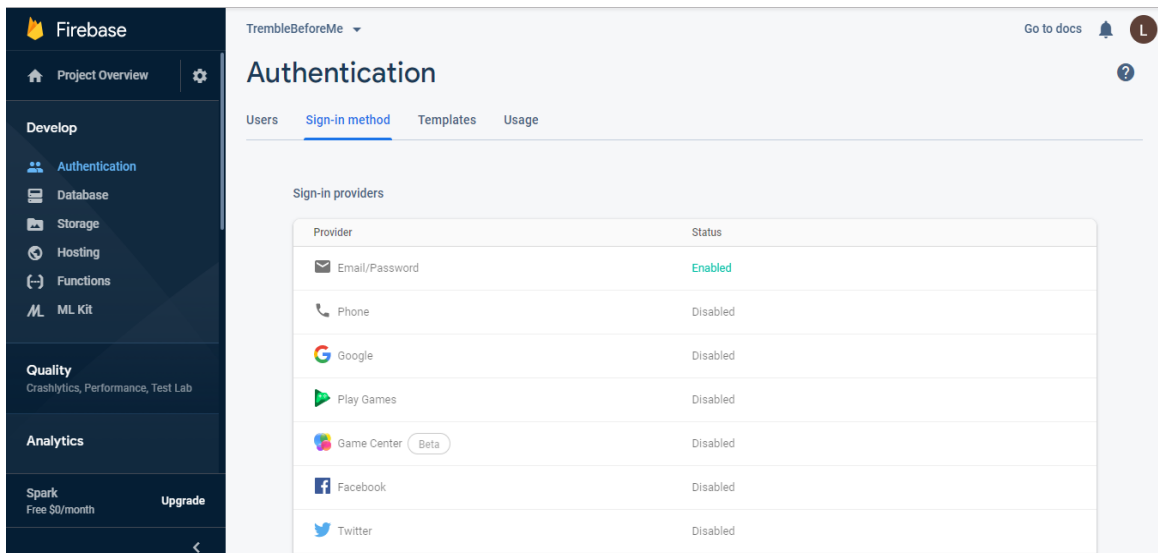 Firebase
Project Overview
Develop
Authentication
Database
Storage
Hosting
Functions
ML Kit
Quality
Crashlytics, Performance, Test Lab
Analytics
Spark
Free $0/month
Upgrade
TrembleBeforeMe
Go to docs
L
Authentication
Users Sign-in method Templates Usage
Sign-in providers
Provider Status
Email/Password Enabled
Phone Disabled
Google Disabled
Play Games Disabled
Game Center Beta Disabled
Facebook Disabled
Twitter Disabled